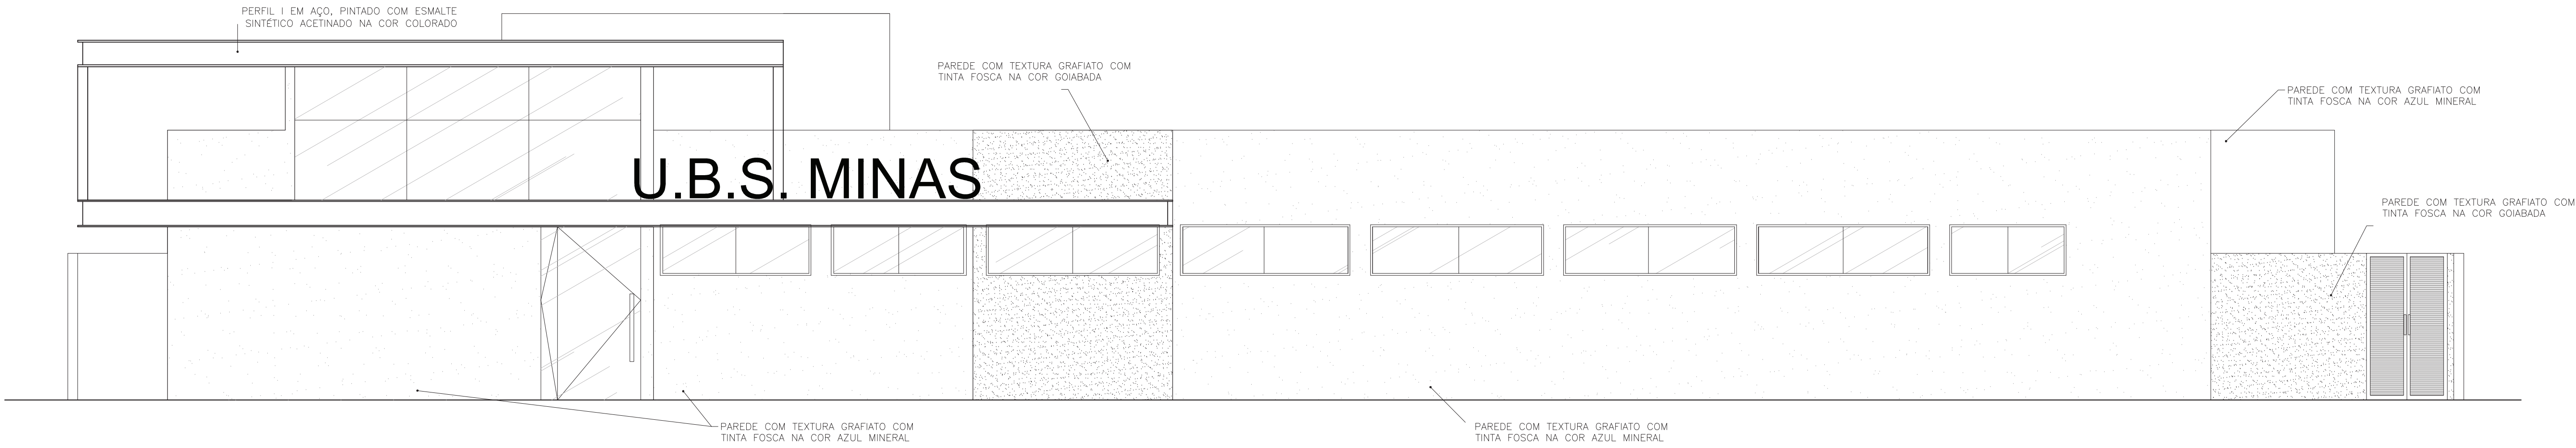 PERFIL I EM AÇO, PINTADO COM ESMALTE
SINTÉTICO ACETINADO NA COR COLORADO
PAREDE COM TEXTURA GRAFIATO COM
TINTA FOSCA NA COR GOIABADA
PAREDE COM TEXTURA GRAFIATO COM
TINTA FOSCA NA COR AZUL MINERAL
U.B.S. MINAS
PAREDE COM TEXTURA GRAFIATO COM
TINTA FOSCA NA COR GOIABADA
PAREDE COM TEXTURA GRAFIATO COM
TINTA FOSCA NA COR AZUL MINERAL
PAREDE COM TEXTURA GRAFIATO COM
TINTA FOSCA NA COR AZUL MINERAL